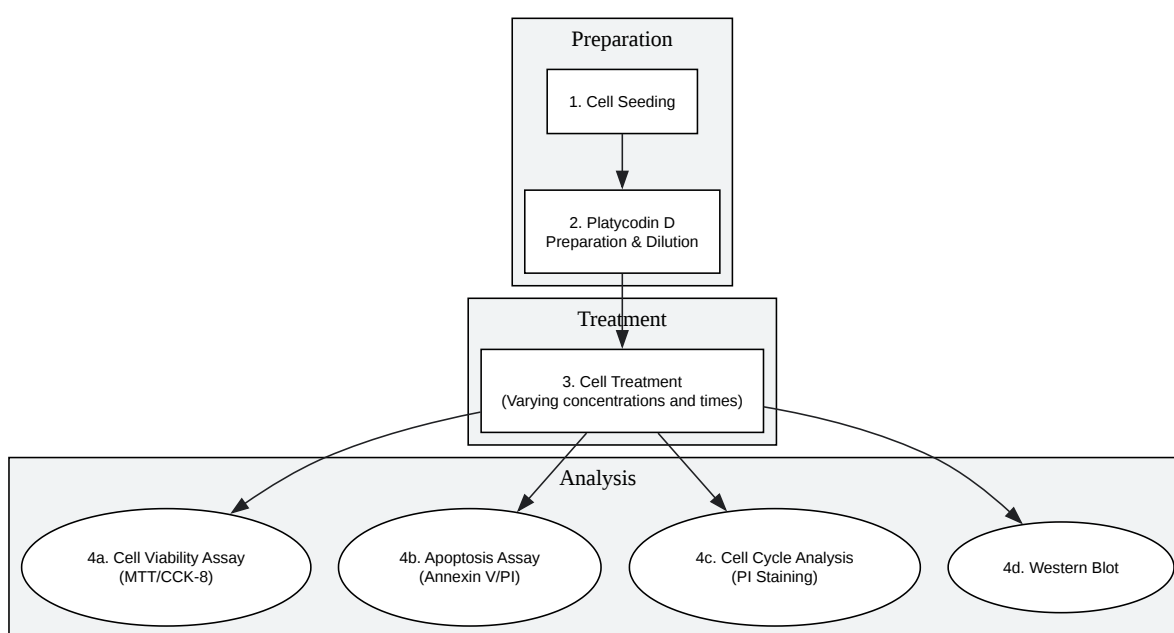 Preparation
1. Cell Seeding
2. Platycodin D
Preparation & Dilution
Treatment
3. Cell Treatment
(Varying concentrations and times)
Analysis
4a. Cell Viability Assay
(MTT/CCK-8)
4b. Apoptosis Assay
(Annexin V/PI)
4c. Cell Cycle Analysis
(PI Staining)
4d. Western Blot